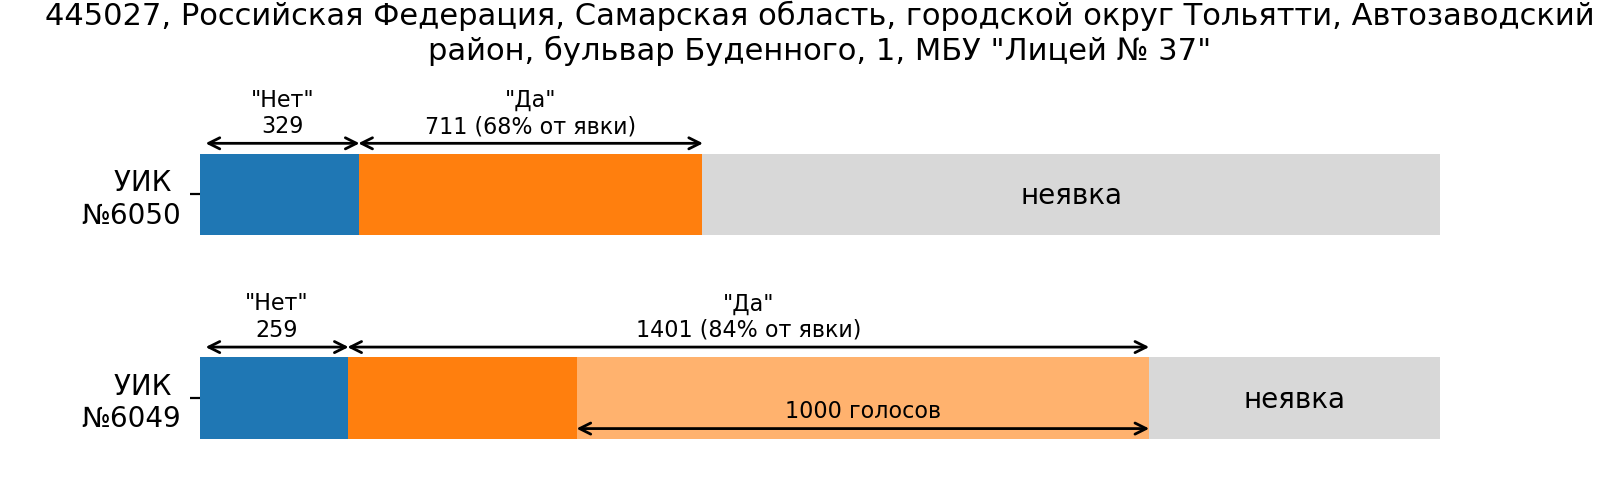 445027, Российская Федерация, Самарская область, городской округ Тольятти, Автозаводский
район, бульвар Буденного, 1, МБУ "Лицей № 37"
"Нет"
329
"Да"
711 (68% от явки)
УИК
№6050
неявка
"Нет"
259
"Да"
1401 (84% от явки)
УИК
№6049
1000 голосов
неявка